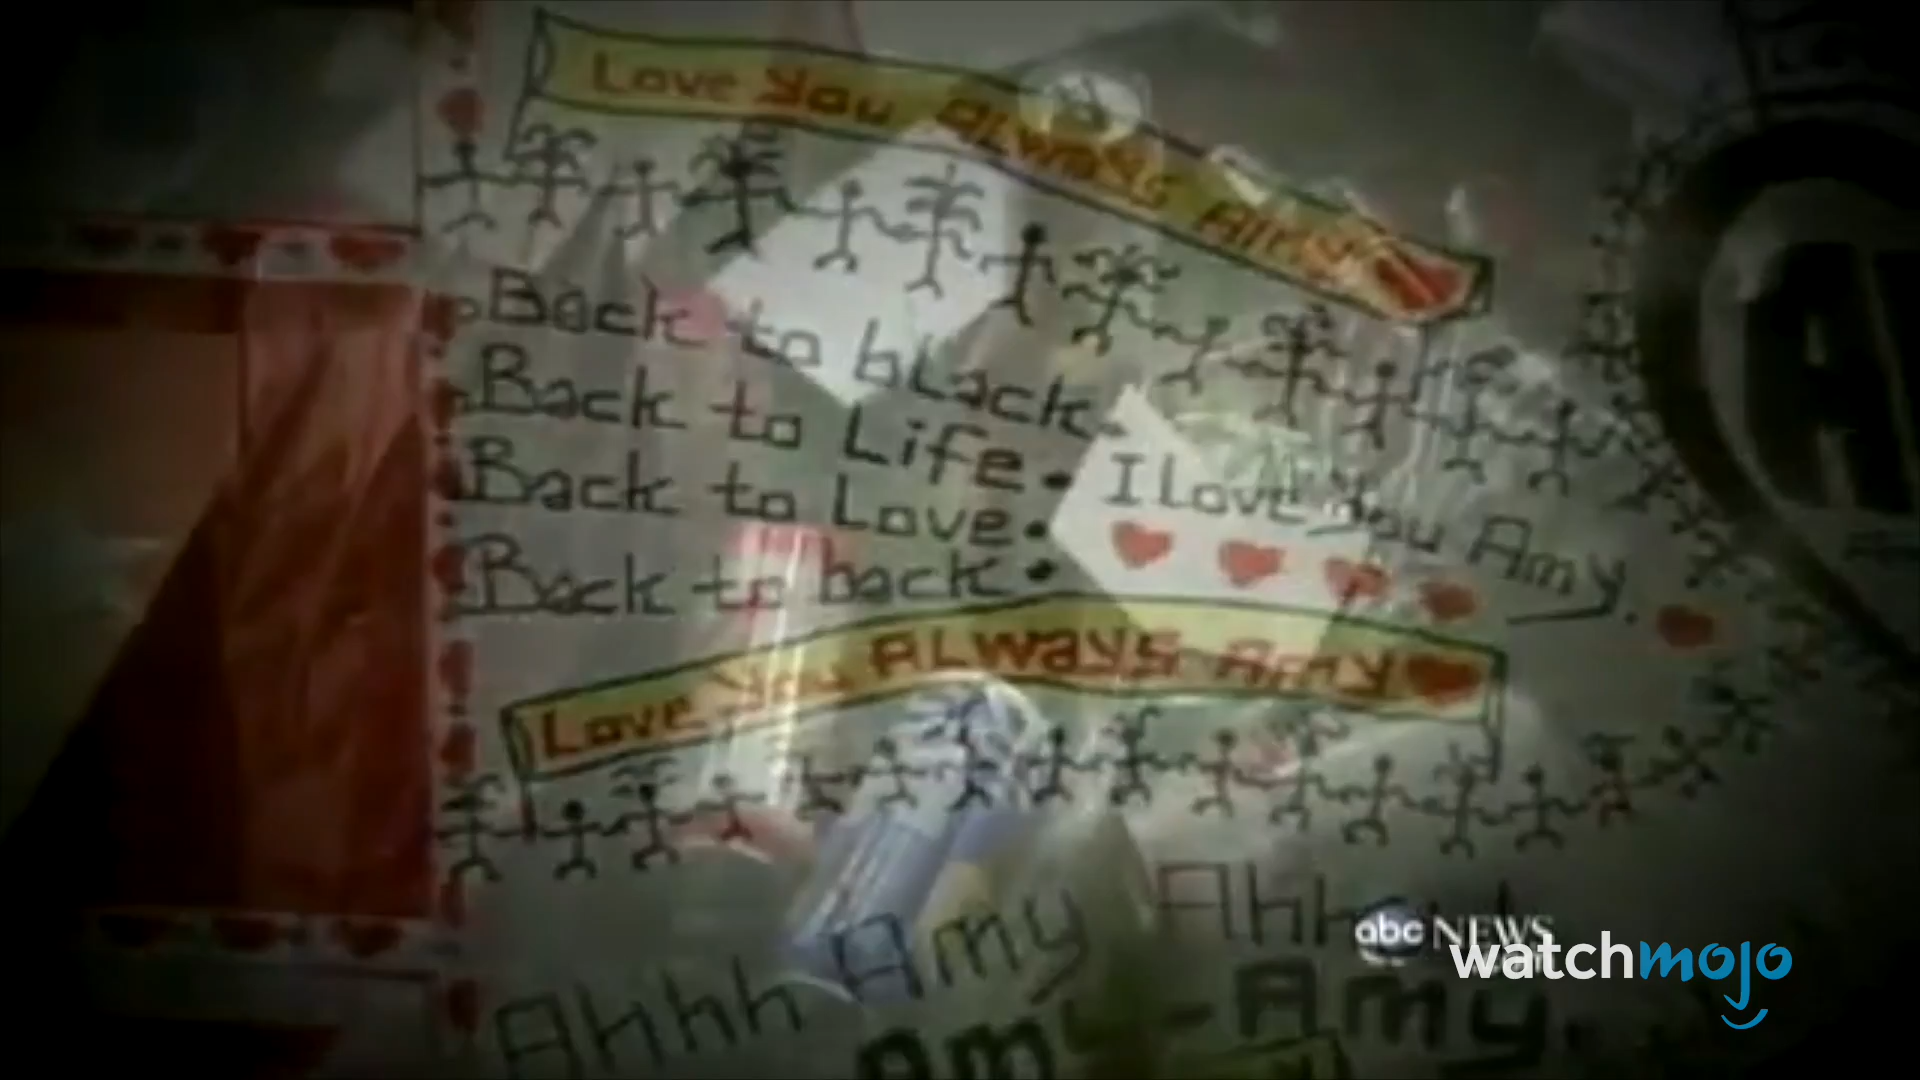 Love You ALways Amy
Back to bLack.
Back to Life.
Back to Love. I Love You Amy.
Back to back.
Love You ALways Amy
Ahhh Amy
Amy-Amy.
abc NEWS
watchmojo